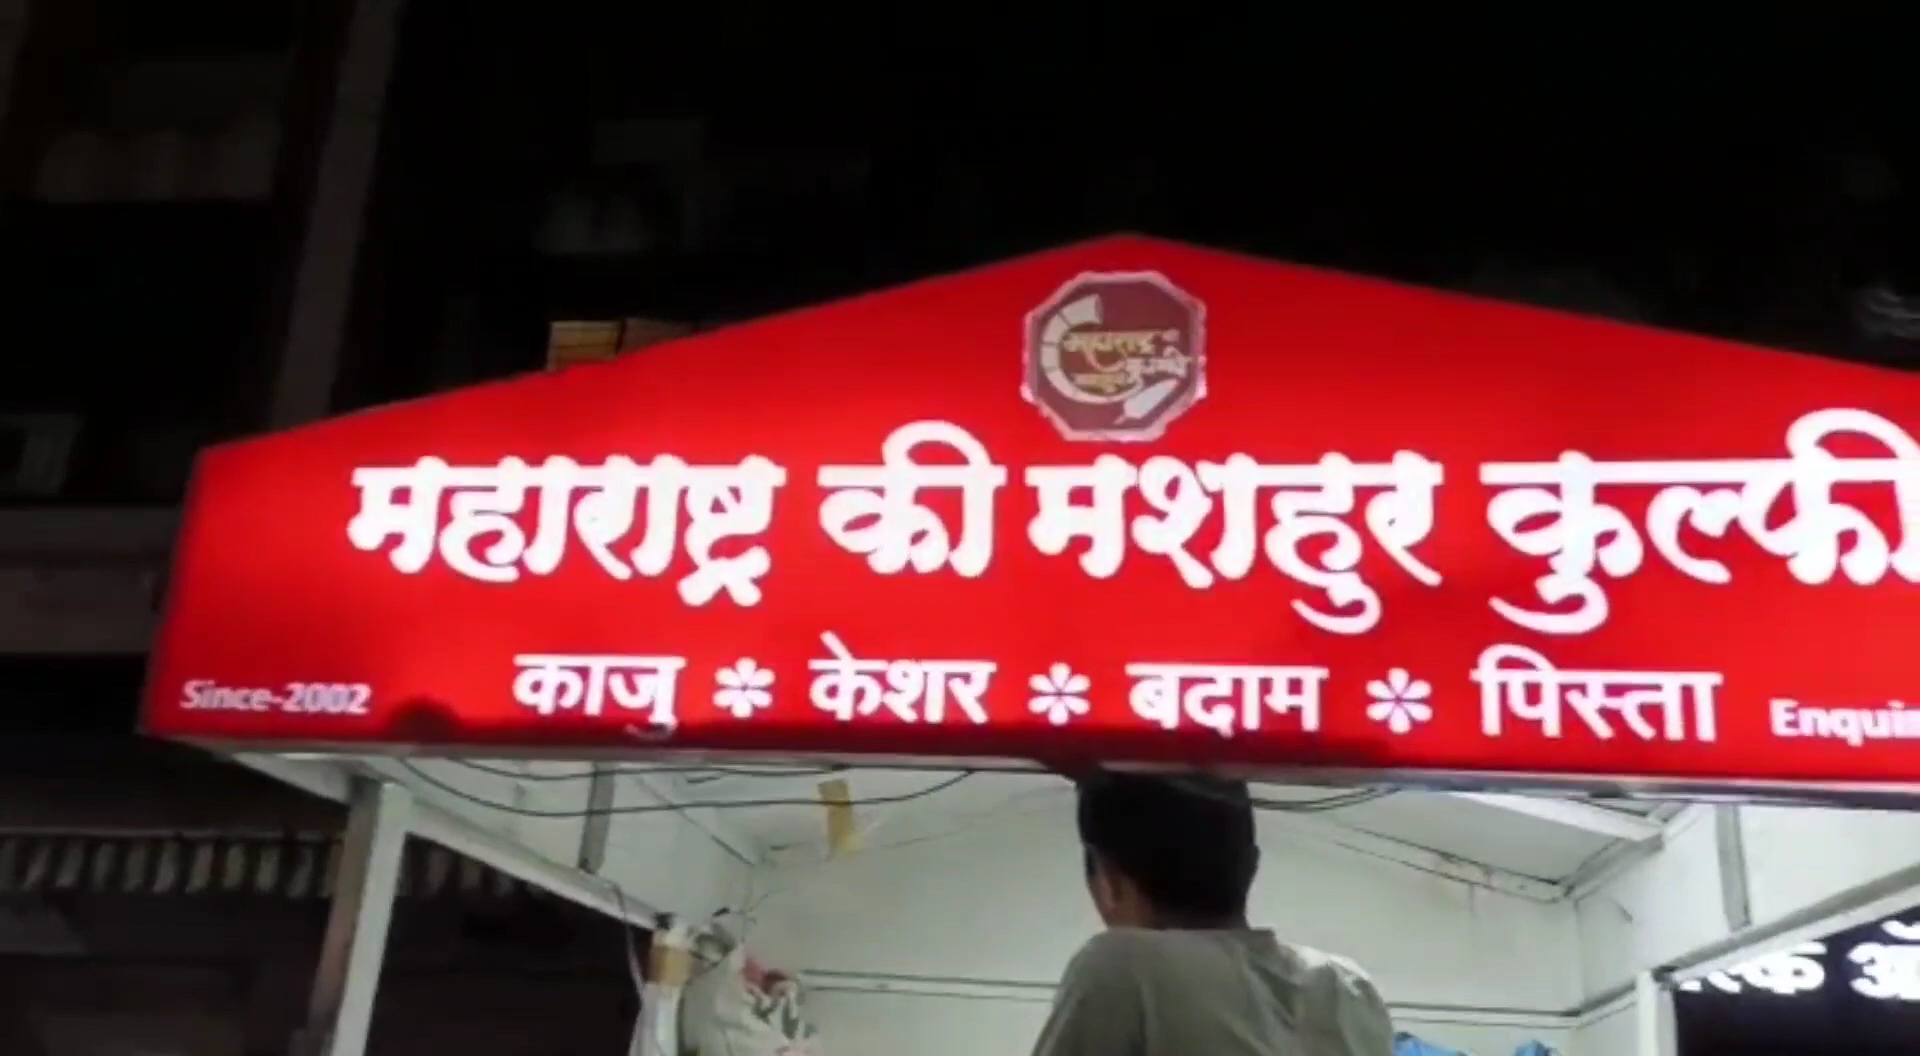 महाराष्ट्र की मशहुर कुल्फी
Since-2002 काजु * केशर * बदाम * पिस्ता